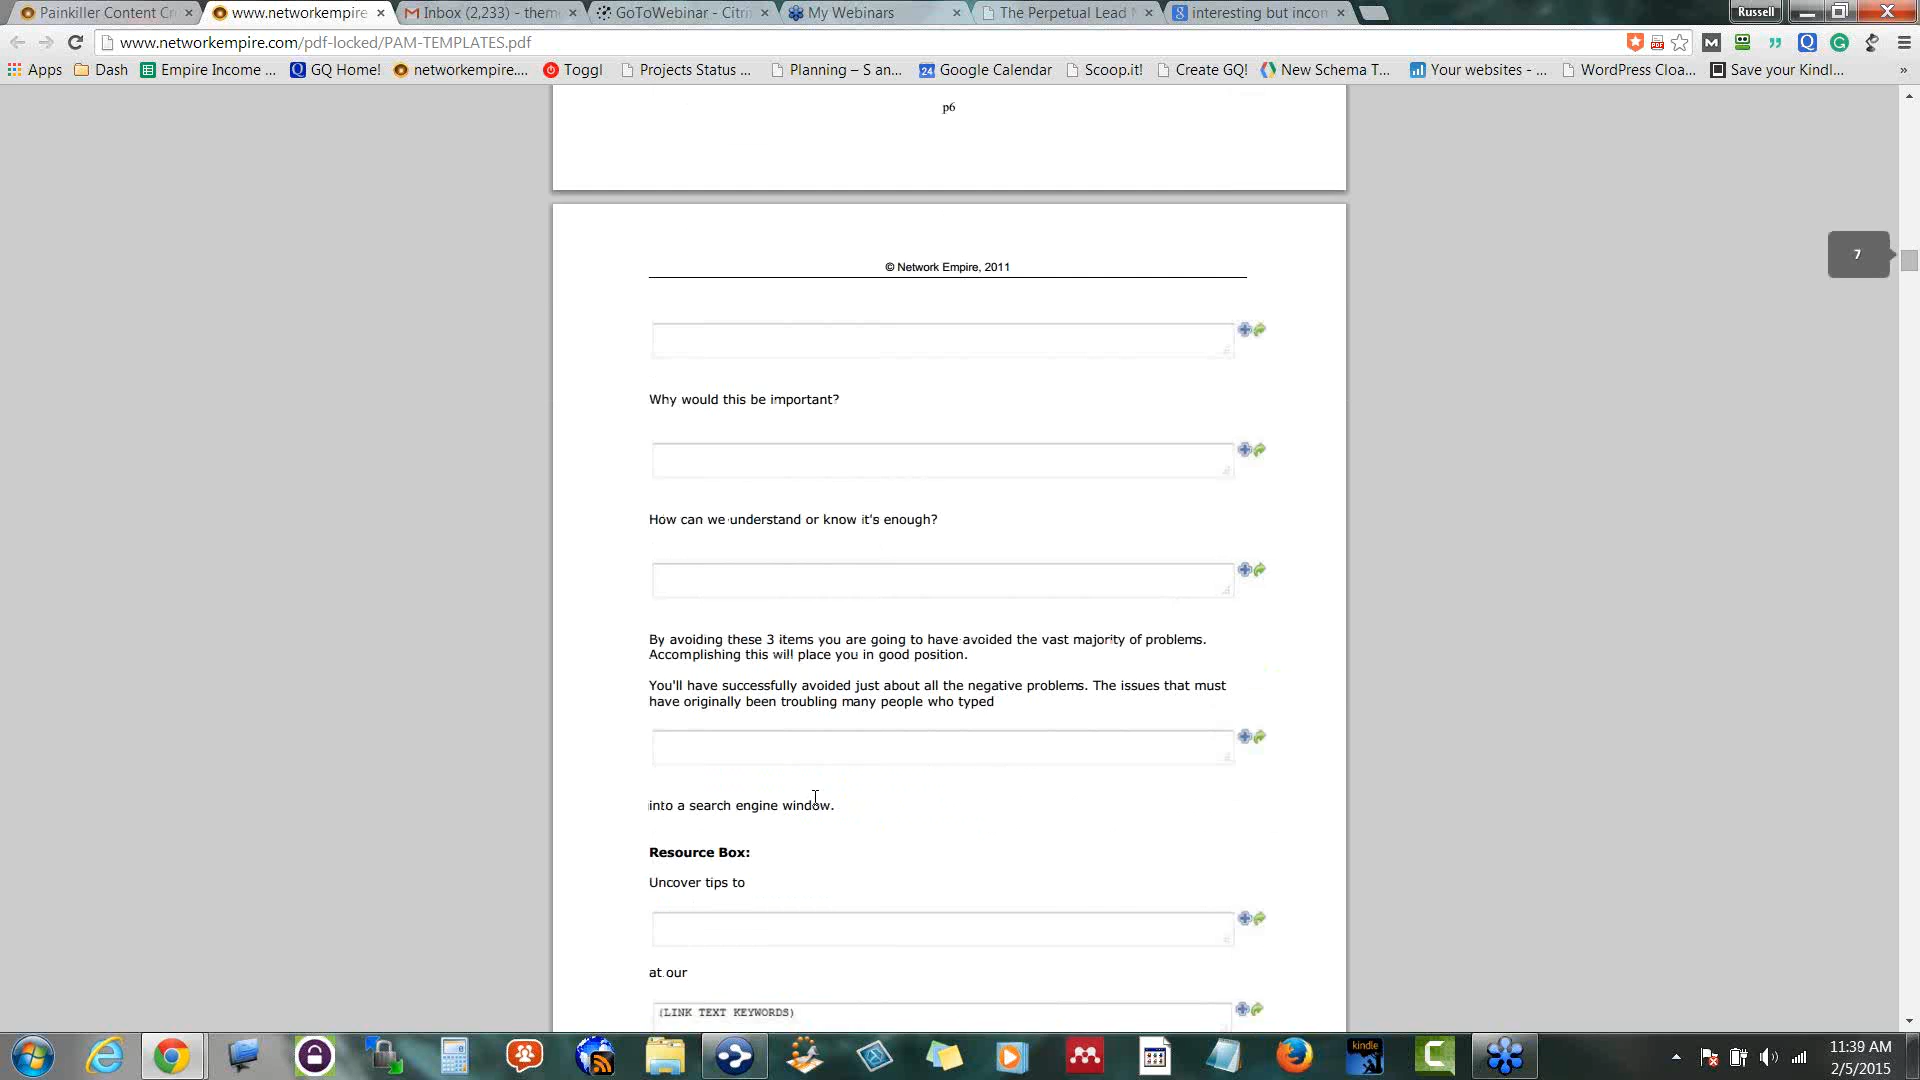 Painkiller Content Cr
www.networkempire
Inbox (2,233) - them
GoToWebinar - Citri
My Webinars
The Perpetual Lead
interesting but incon
Russell
www.networkempire.com/pdf-locked/PAM-TEMPLATES.pdf
Apps
Dash
Empire Income ...
GQ Home!
networkempire....
Toggl
Projects Status ...
Planning – S an...
Google Calendar
Scoop.it!
Create GQ!
New Schema T...
Your websites - ...
WordPress Cloa...
Save your Kindl...
»
p6
7
© Network Empire, 2011
Why would this be important?
How can we understand or know it's enough?
By avoiding these 3 items you are going to have avoided the vast majority of problems.
Accomplishing this will place you in good position.
You'll have successfully avoided just about all the negative problems. The issues that must
have originally been troubling many people who typed
into a search engine window.
Resource Box:
Uncover tips to
at our
(LINK TEXT KEYWORDS)
kindle
11:39 AM
2/5/2015